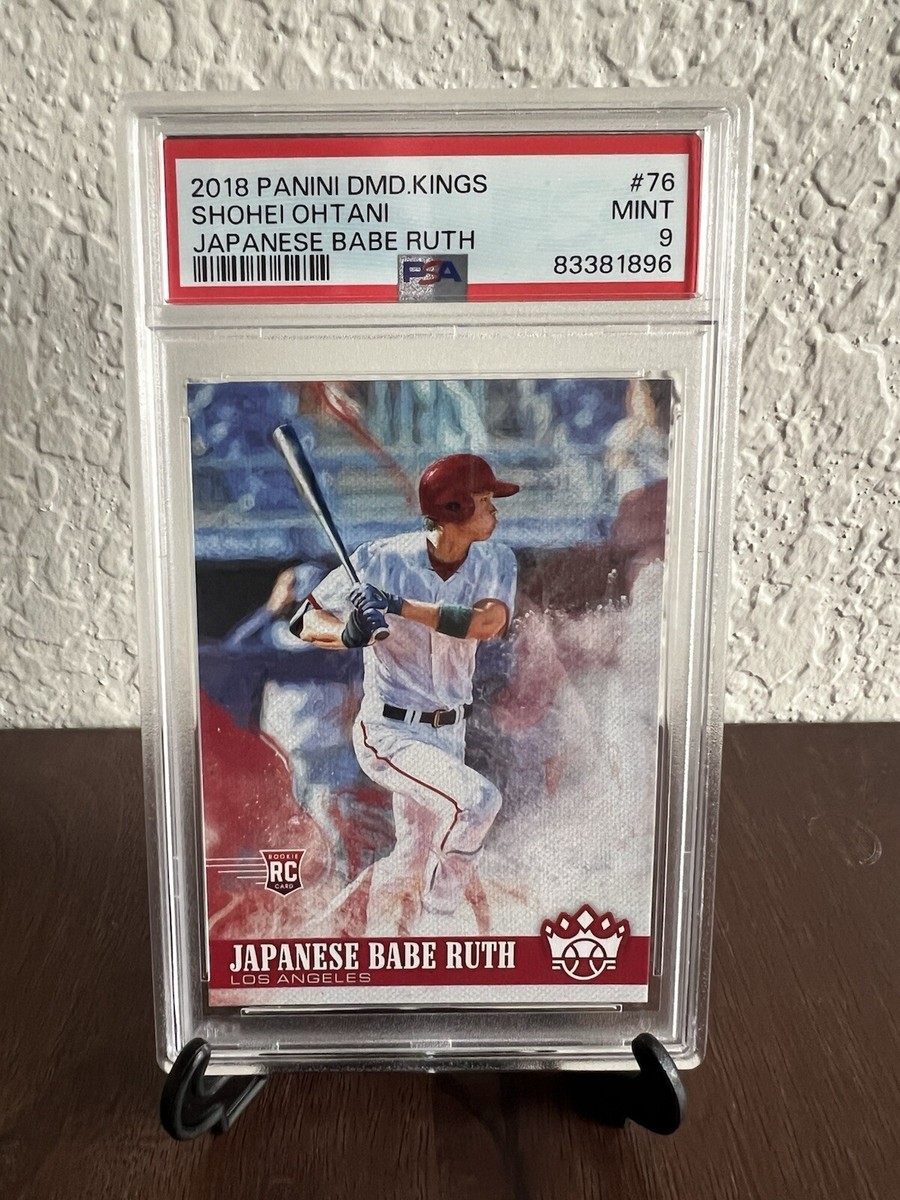 2018 PANINI DMD.KINGS #76
SHOHEI OHTANI MINT
JAPANESE BABE RUTH 9
PSA 83381896
ROOKIE
RC
CARD
JAPANESE BABE RUTH
LOS ANGELES